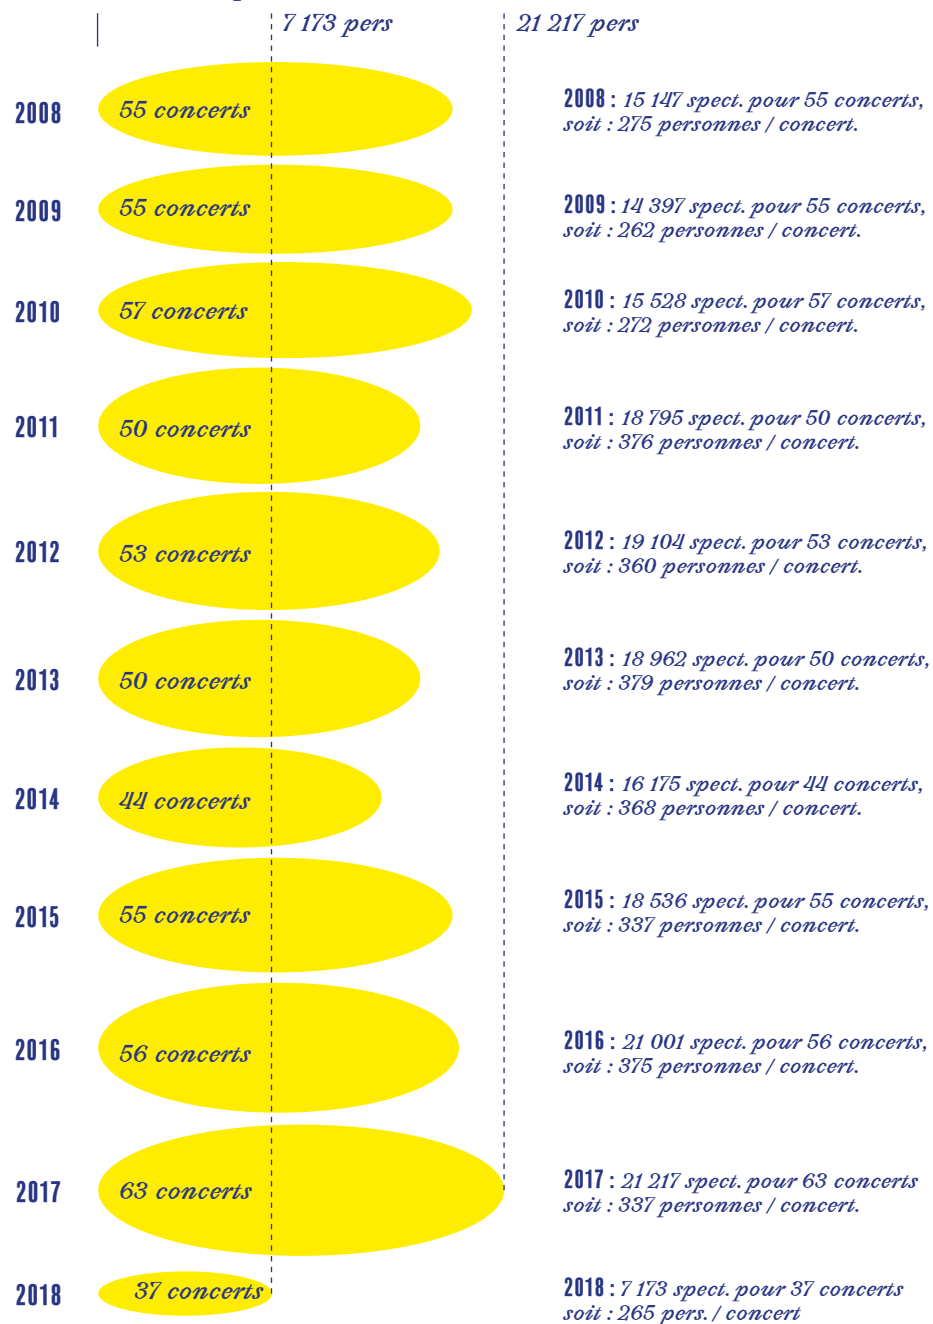 7 173 pers
21 217 pers
2008
55 concerts
2008 : 15 147 spect. pour 55 concerts,
soit : 275 personnes / concert.
2009
55 concerts
2009 : 14 397 spect. pour 55 concerts,
soit : 262 personnes / concert.
2010
57 concerts
2010 : 15 528 spect. pour 57 concerts,
soit : 272 personnes / concert.
2011
50 concerts
2011 : 18 795 spect. pour 50 concerts,
soit : 376 personnes / concert.
2012
53 concerts
2012 : 19 104 spect. pour 53 concerts,
soit : 360 personnes / concert.
2013
50 concerts
2013 : 18 962 spect. pour 50 concerts,
soit : 379 personnes / concert.
2014
44 concerts
2014 : 16 175 spect. pour 44 concerts,
soit : 368 personnes / concert.
2015
55 concerts
2015 : 18 536 spect. pour 55 concerts,
soit : 337 personnes / concert.
2016
56 concerts
2016 : 21 001 spect. pour 56 concerts,
soit : 375 personnes / concert.
2017
63 concerts
2017 : 21 217 spect. pour 63 concerts
soit : 337 personnes / concert.
2018
37 concerts
2018 : 7 173 spect. pour 37 concerts
soit : 265 pers. / concert